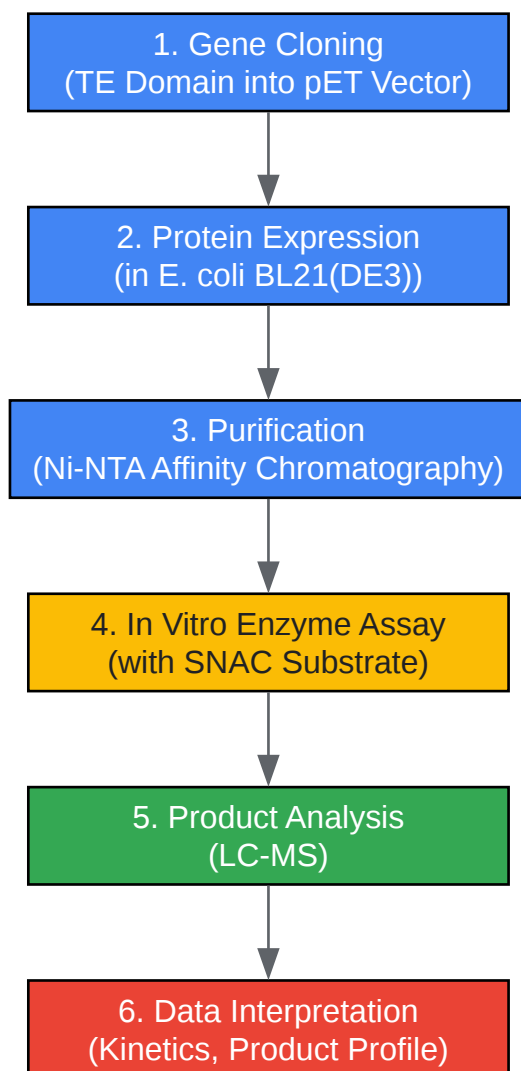 1. Gene Cloning
(TE Domain into pET Vector)
2. Protein Expression
(in E. coli BL21(DE3))
3. Purification
(Ni-NTA Affinity Chromatography)
4. In Vitro Enzyme Assay
(with SNAC Substrate)
5. Product Analysis
(LC-MS)
6. Data Interpretation
(Kinetics, Product Profile)